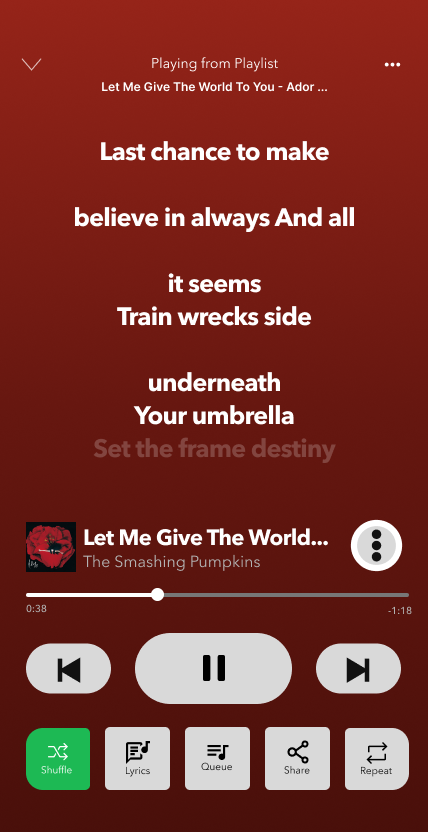 Playing from Playlist
Let Me Give The World To You - Ador ...
Last chance to make
believe in always And all
it seems
Train wrecks side
underneath
Your umbrella
Set the frame destiny
Let Me Give The World...
The Smashing Pumpkins
0:38
-1:18
Shuffle
Lyrics
Queue
Share
Repeat